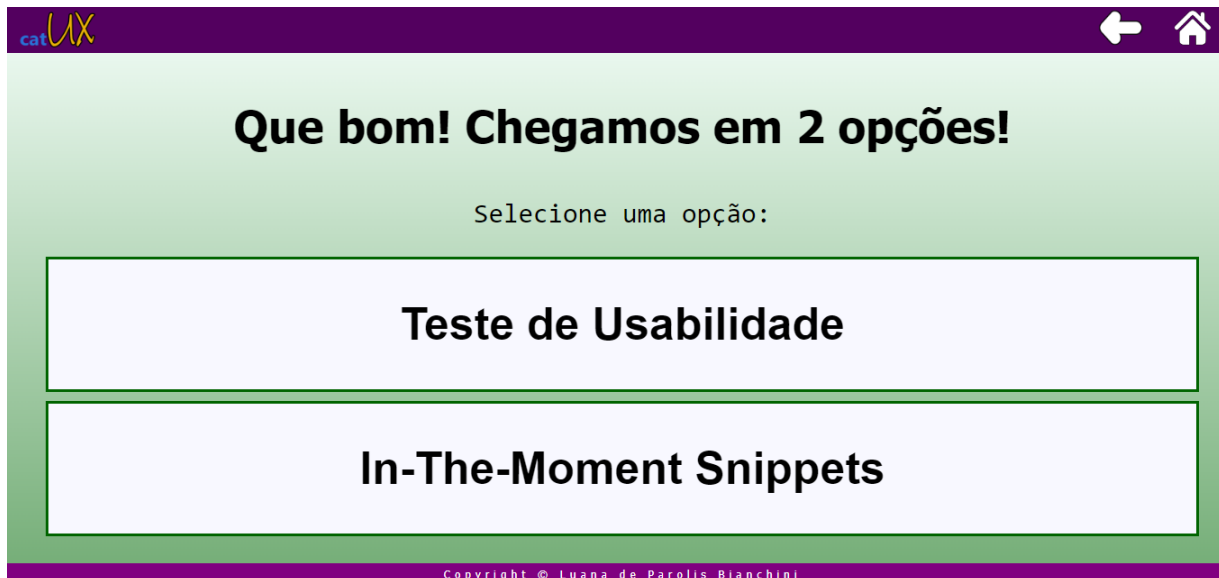 catUX
Que bom! Chegamos em 2 opções!
Selecione uma opção:
Teste de Usabilidade
In-The-Moment Snippets
Copyright © Luana de Parolis Bianchini